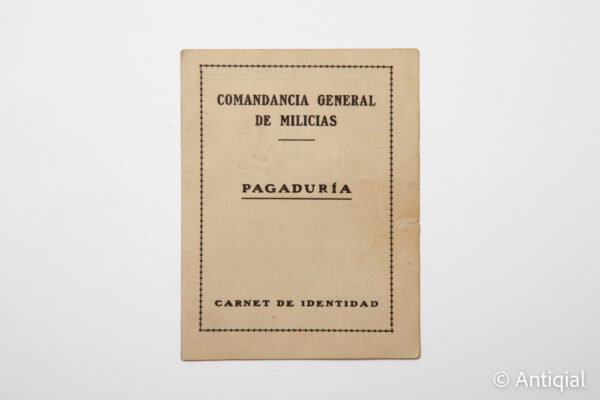 COMANDANCIA GENERAL
DE MILICIAS
PAGADURÍA
CARNET DE IDENTIDAD
© Antiqial